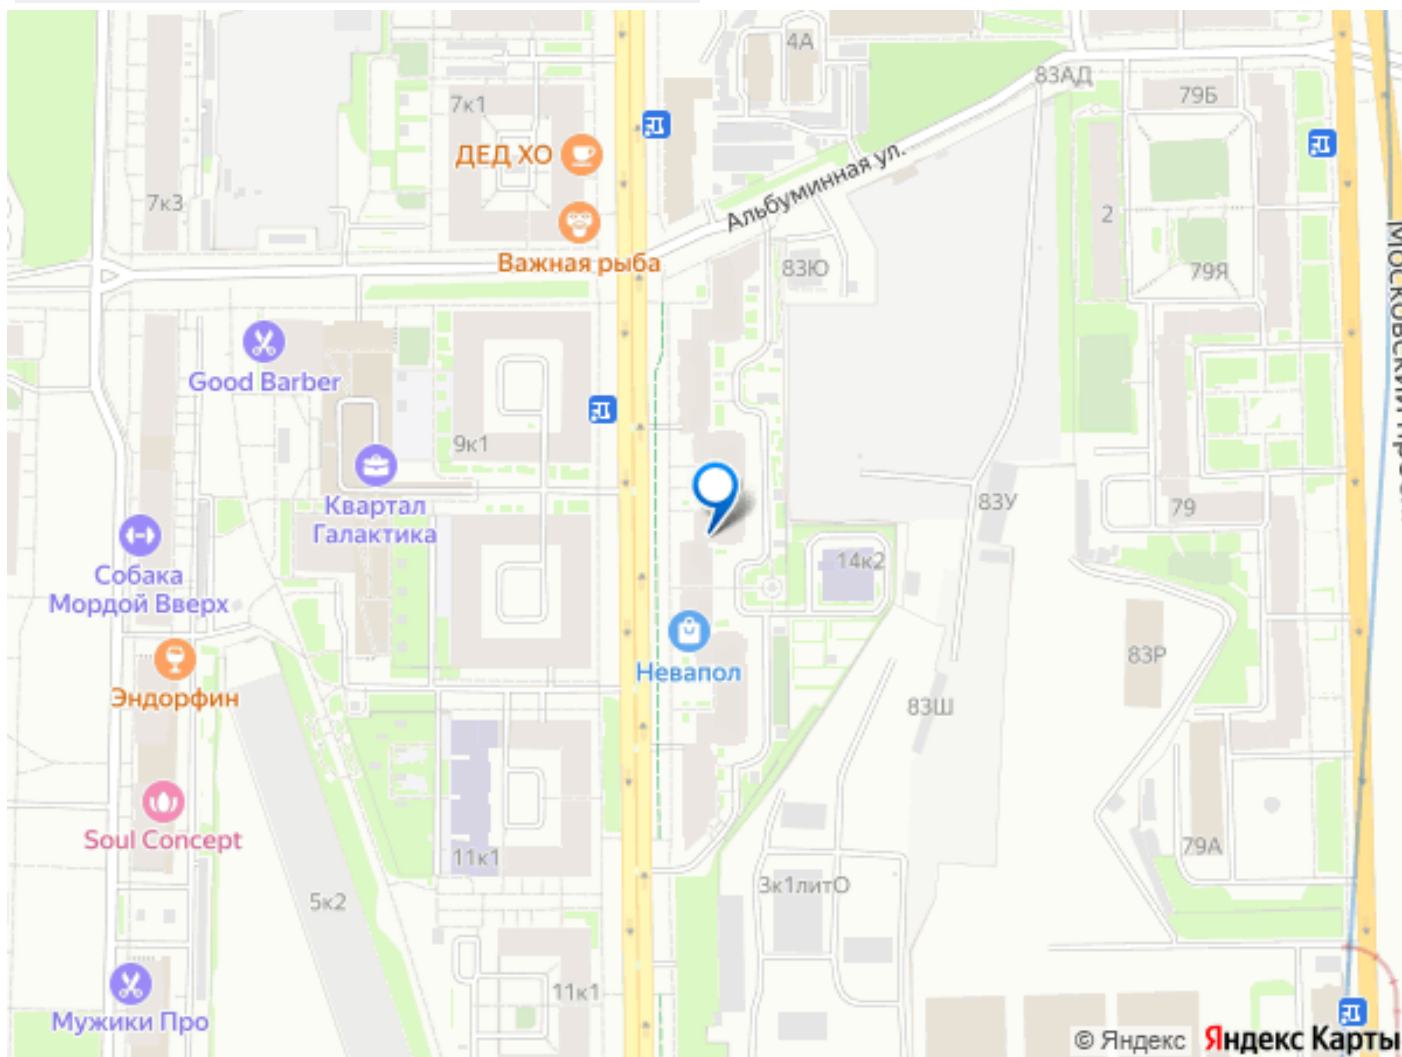 4А
83АД
7к1
79Б
ДЕД ХО
Альбуминная ул.
7к3
2
Важная рыба
83Ю
79Я
Московский
Good Barber
9к1
Квартал
Галактика
83У
79
14к2
Собака
Мордой Вверх
Невапол
83Р
Эндорфин
83Ш
Soul Concept
11к1
79А
3к1литО
5к2
11к1
Мужики Про
© Яндекс Яндекс Карты